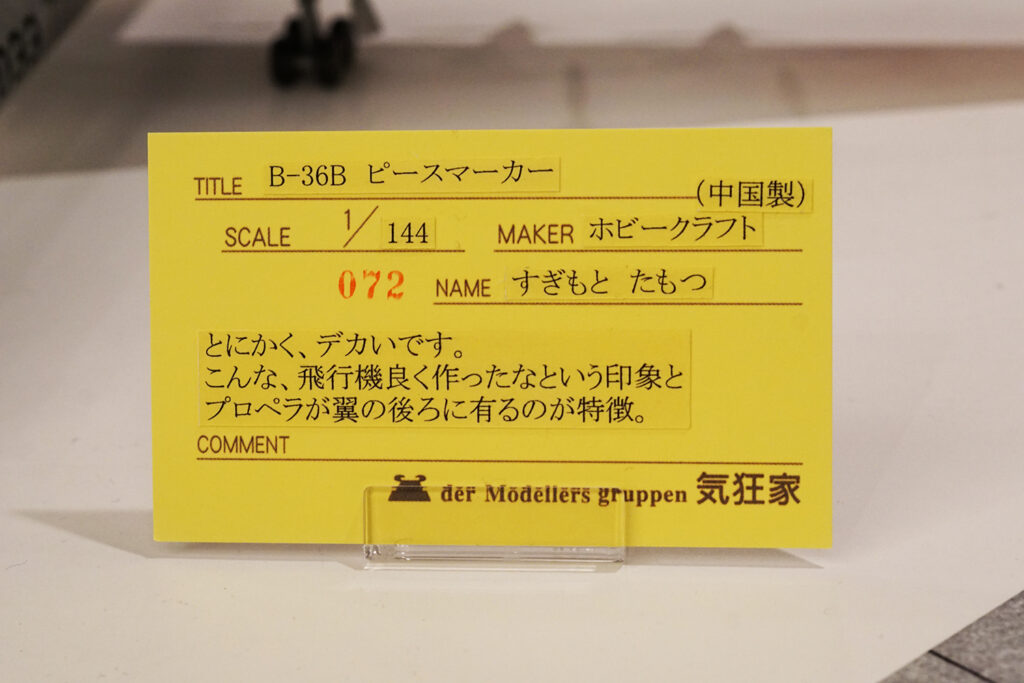 TITLE B-36B ピースマーカー
(中国製)
SCALE 1/144 MAKER ホビークラフト
072 NAME すぎもと たもつ
とにかく、デカいです。
こんな、飛行機良く作ったなという印象と
プロペラが翼の後ろに有るのが特徴。
COMMENT
der Modellers gruppen 気狂家